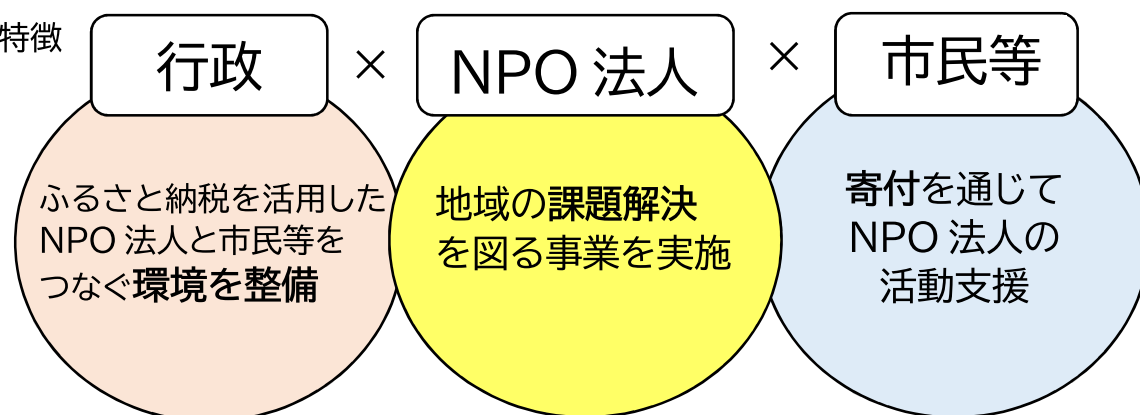 特徴
行政
×
NPO 法人
×
市民等
ふるさと納税を活用した
NPO 法人と市民等を
つなぐ環境を整備
地域の課題解決
を図る事業を実施
寄付を通じて
NPO 法人の
活動支援